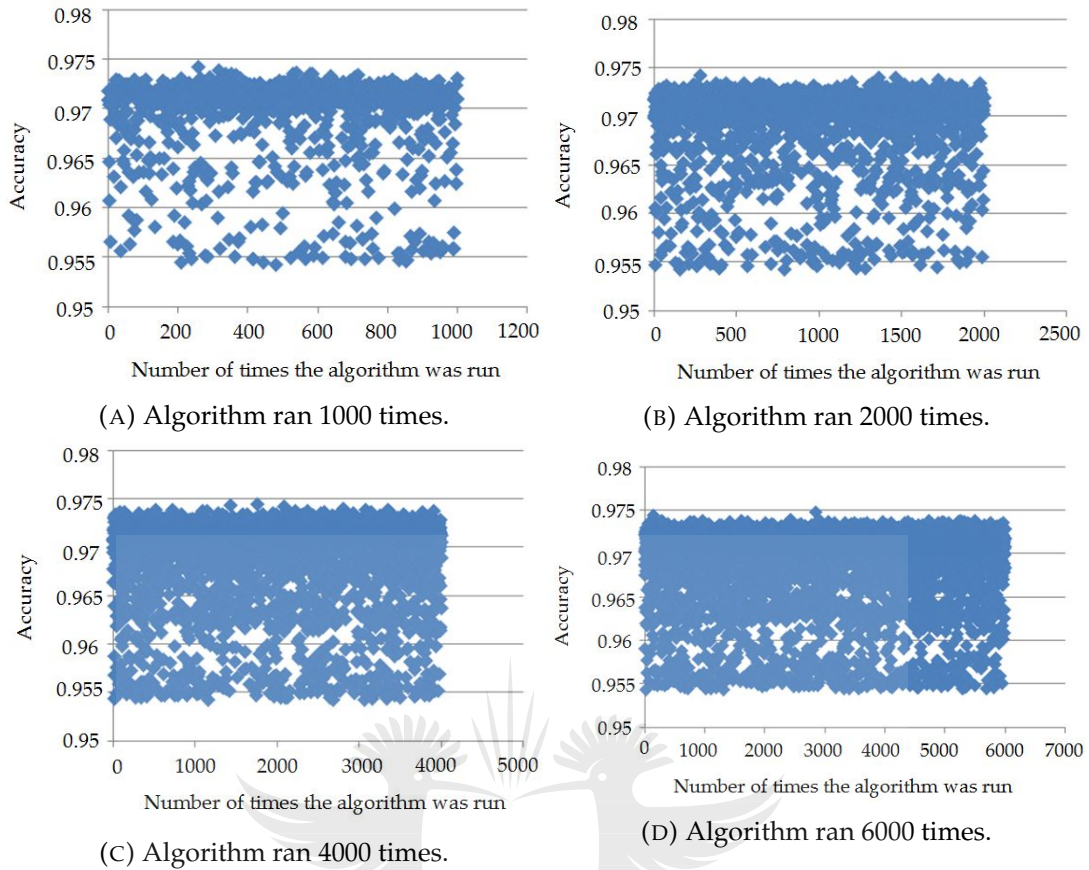 0.98
0.975
0.97
0.965
0.96
0.955
0.95
Accuracy
0 200 400 600 800 1000 1200
Number of times the algorithm was run
(A) Algorithm ran 1000 times.
0.98
0.975
0.97
0.965
0.96
0.955
0.95
Accuracy
0 500 1000 1500 2000 2500
Number of times the algorithm was run
(B) Algorithm ran 2000 times.
0.98
0.975
0.97
0.965
0.96
0.955
0.95
Accuracy
0 1000 2000 3000 4000 5000
Number of times the algorithm was run
(C) Algorithm ran 4000 times.
0.98
0.975
0.97
0.965
0.96
0.955
0.95
Accuracy
0 1000 2000 3000 4000 5000 6000 7000
Number of times the algorithm was run
(D) Algorithm ran 6000 times.